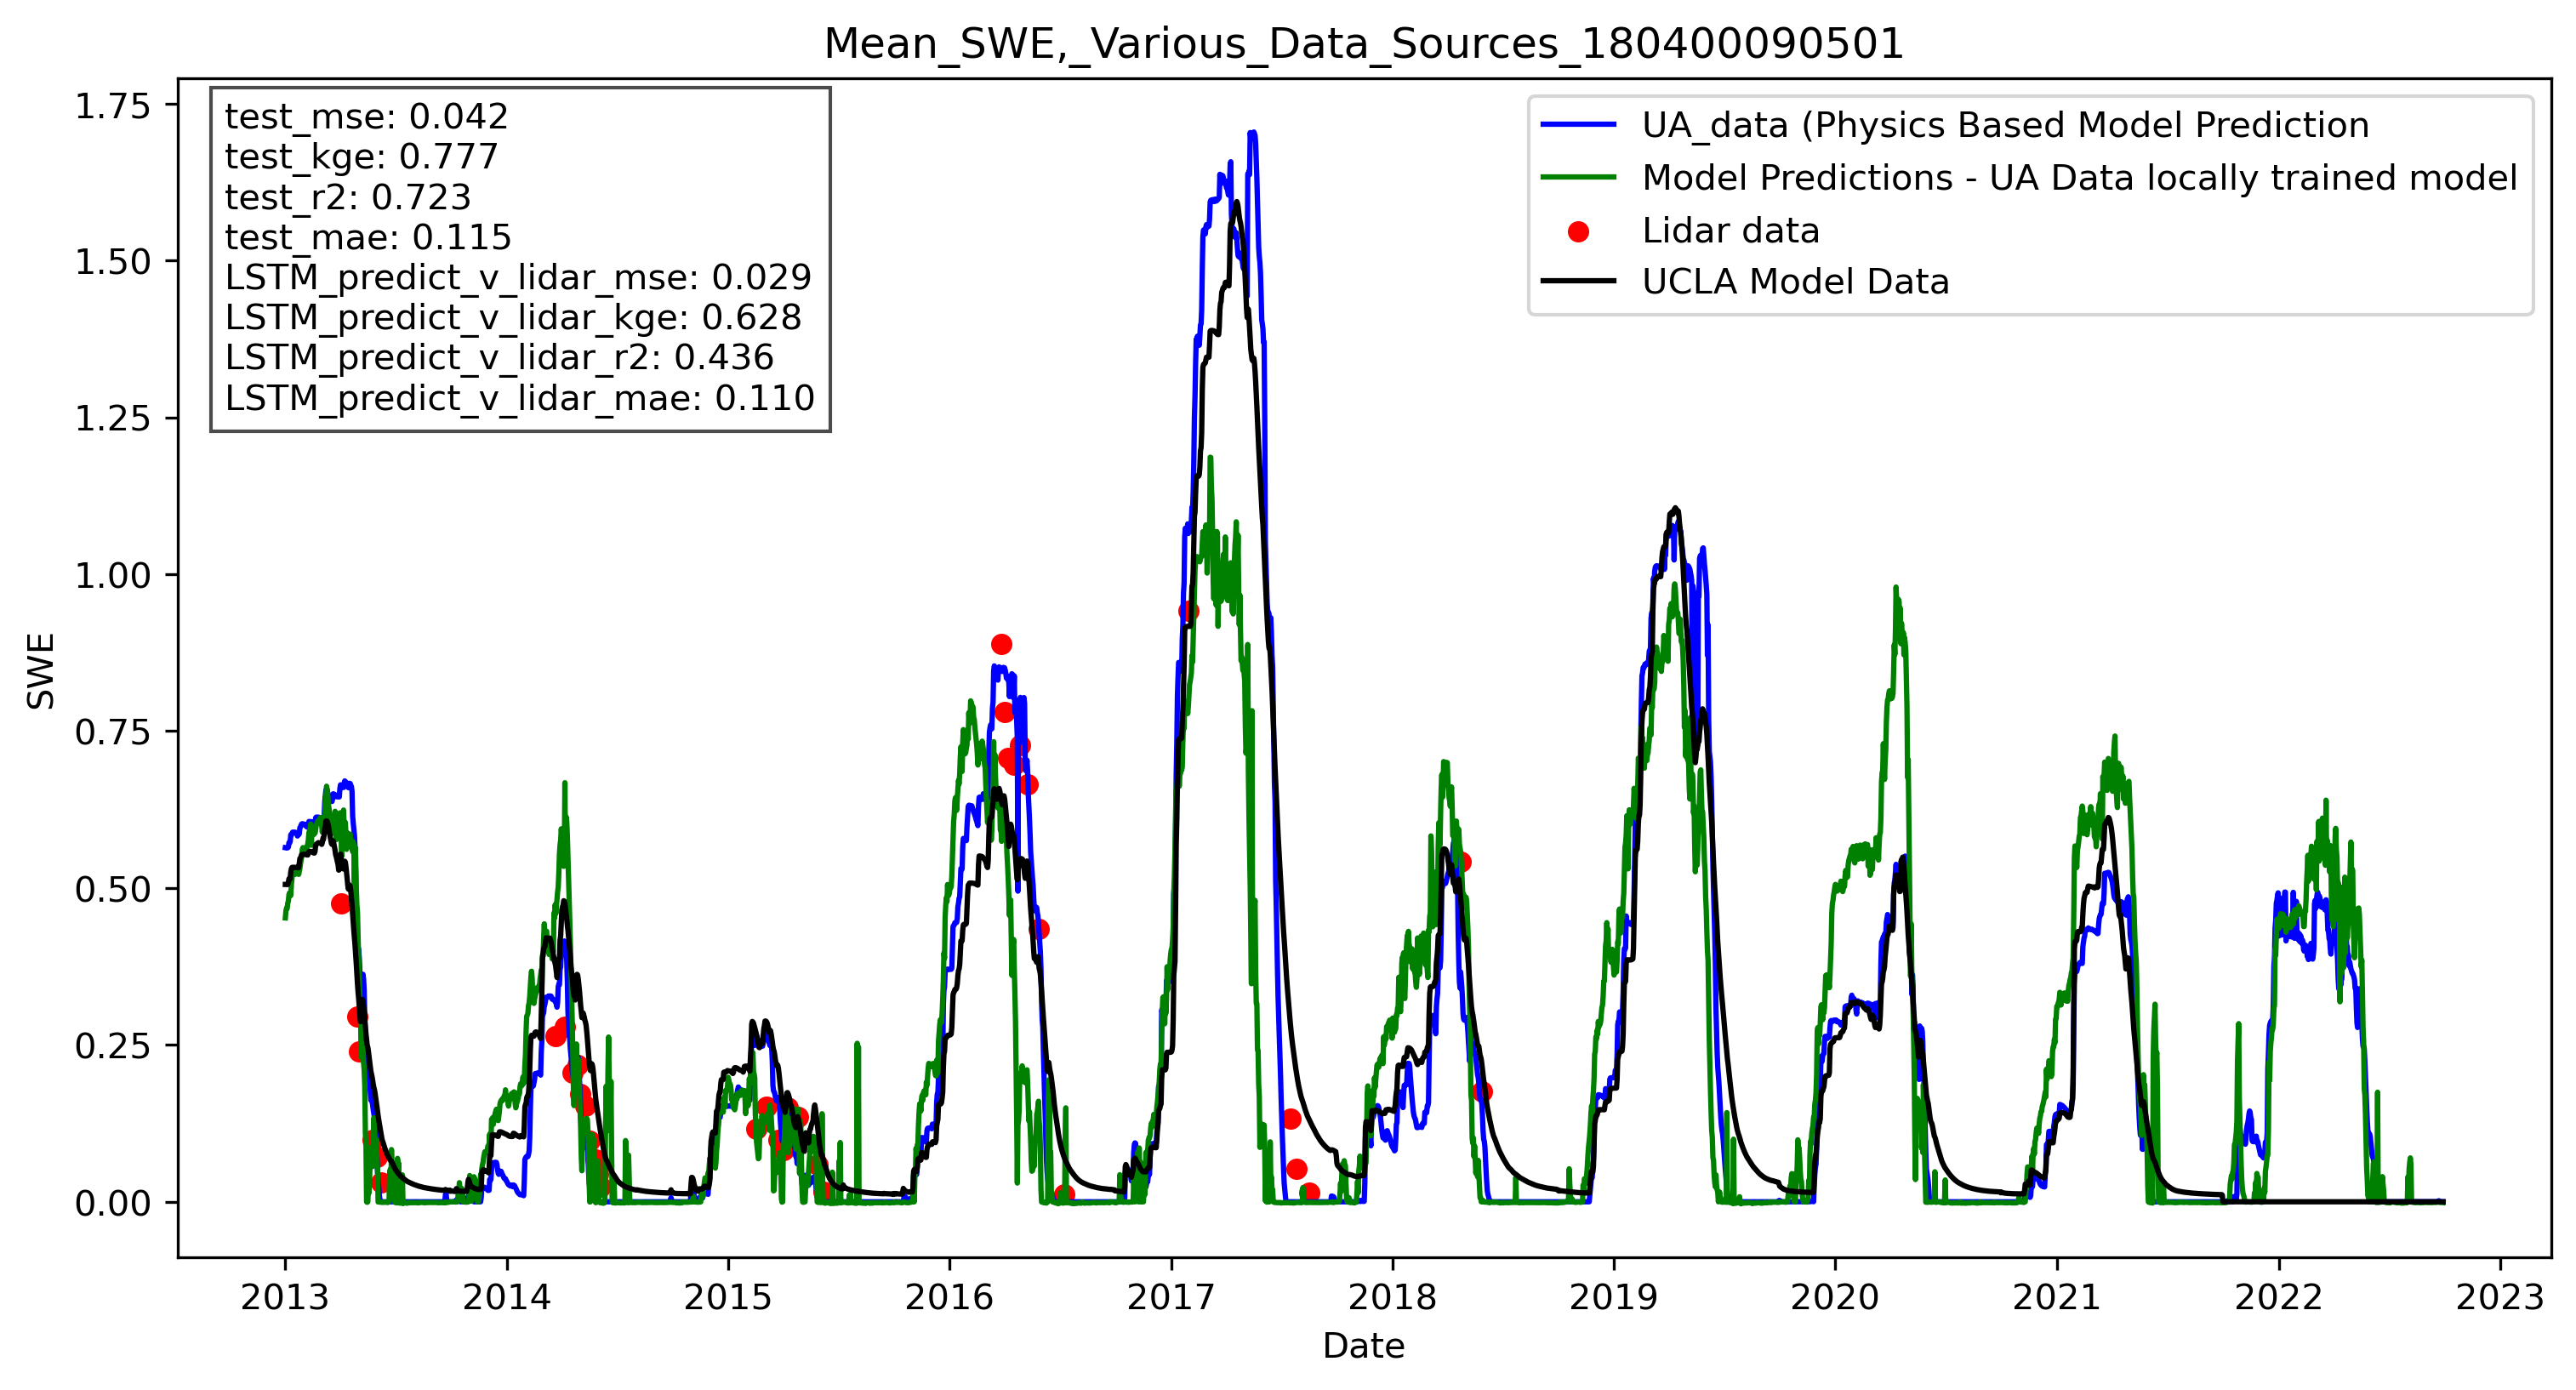 Mean_SWE,_Various_Data_Sources_180400090501
test_mse: 0.042
test_kge: 0.777
test_r2: 0.723
test_mae: 0.115
LSTM_predict_v_lidar_mse: 0.029
LSTM_predict_v_lidar_kge: 0.628
LSTM_predict_v_lidar_r2: 0.436
LSTM_predict_v_lidar_mae: 0.110
UA_data (Physics Based Model Prediction
Model Predictions - UA Data locally trained model
Lidar data
UCLA Model Data
SWE
1.75
1.50
1.25
1.00
0.75
0.50
0.25
0.00
2013 2014 2015 2016 2017 2018 2019 2020 2021 2022 2023
Date